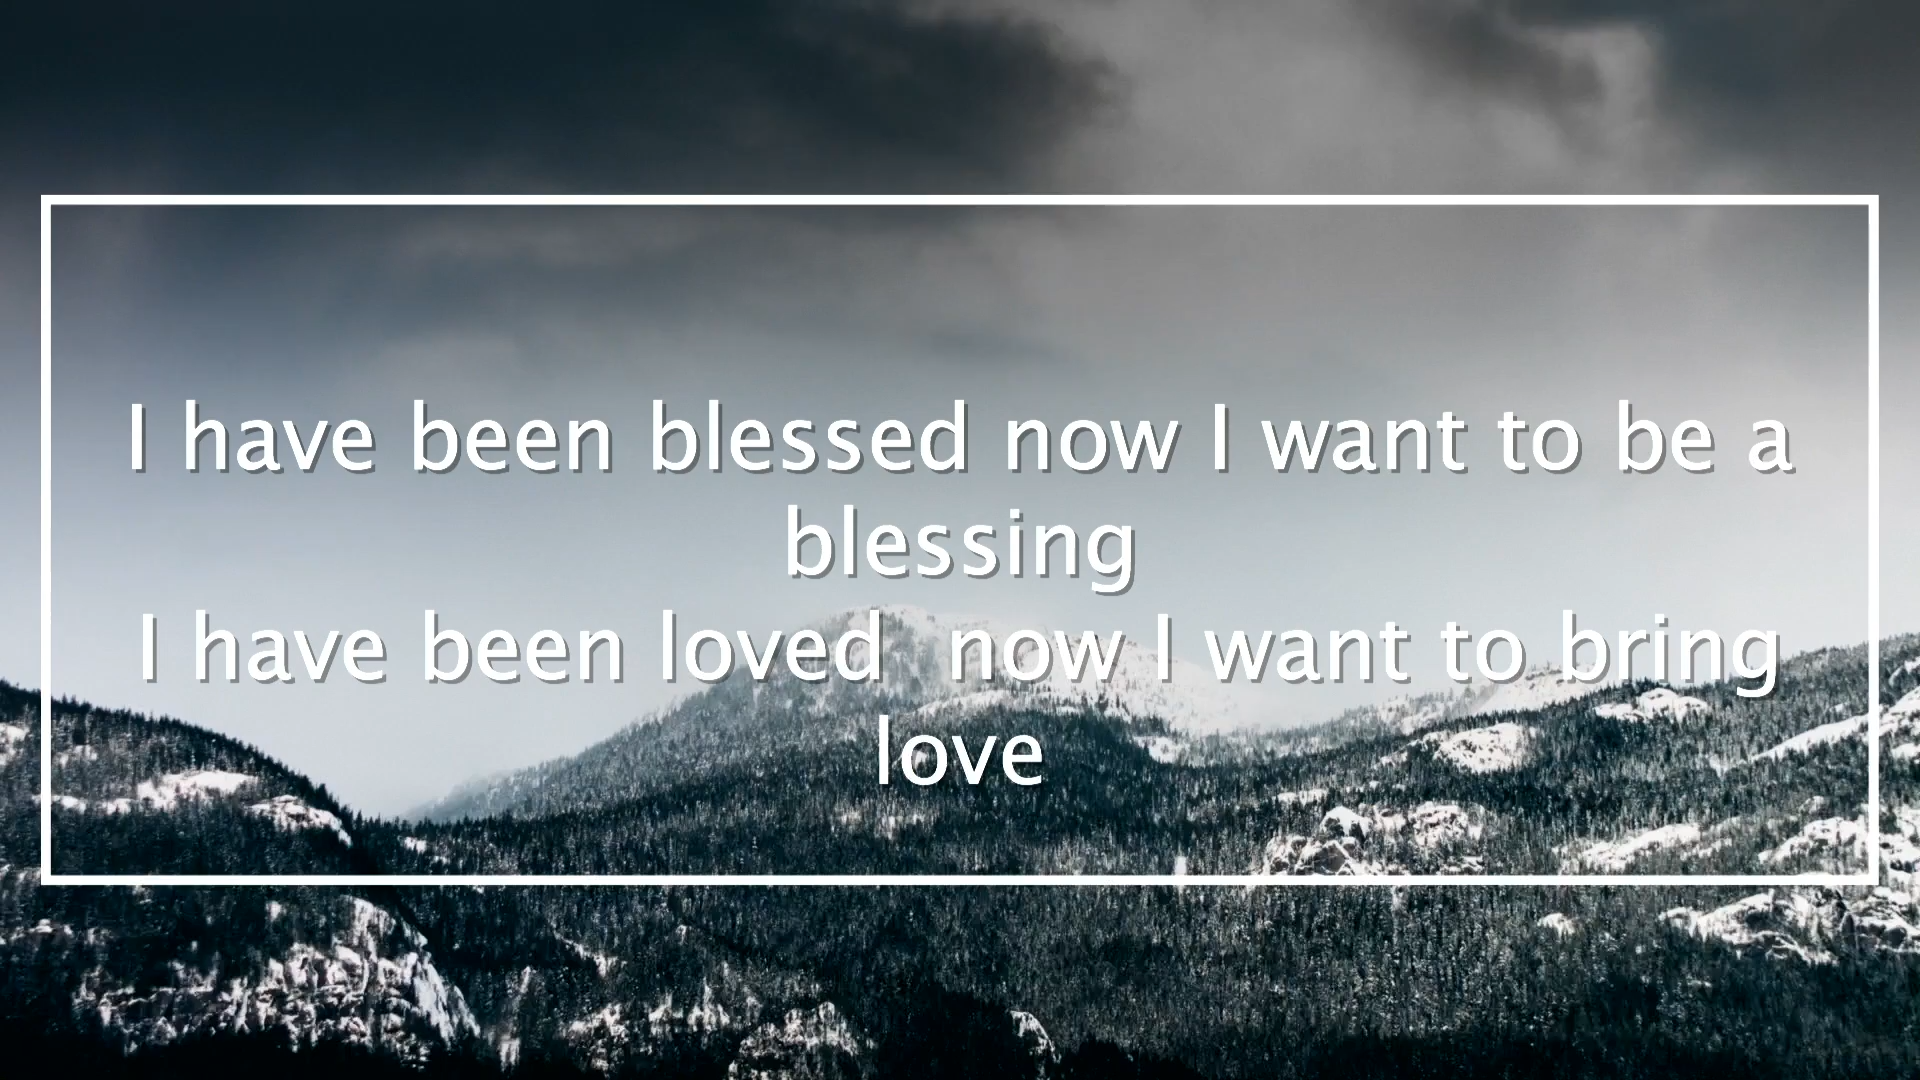 I have been blessed now I want to be a
blessing
I have been loved  now I want to bring
love